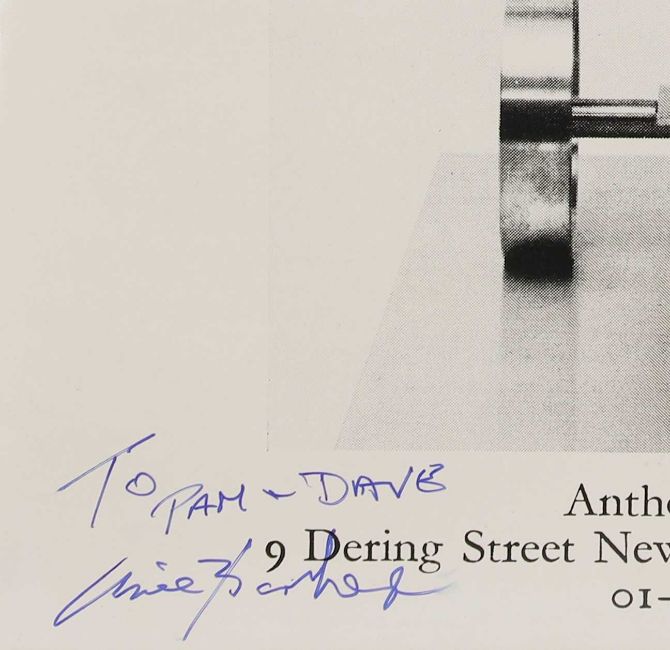 To PAM - DAVE
Antho
9 Dering Street New
01-